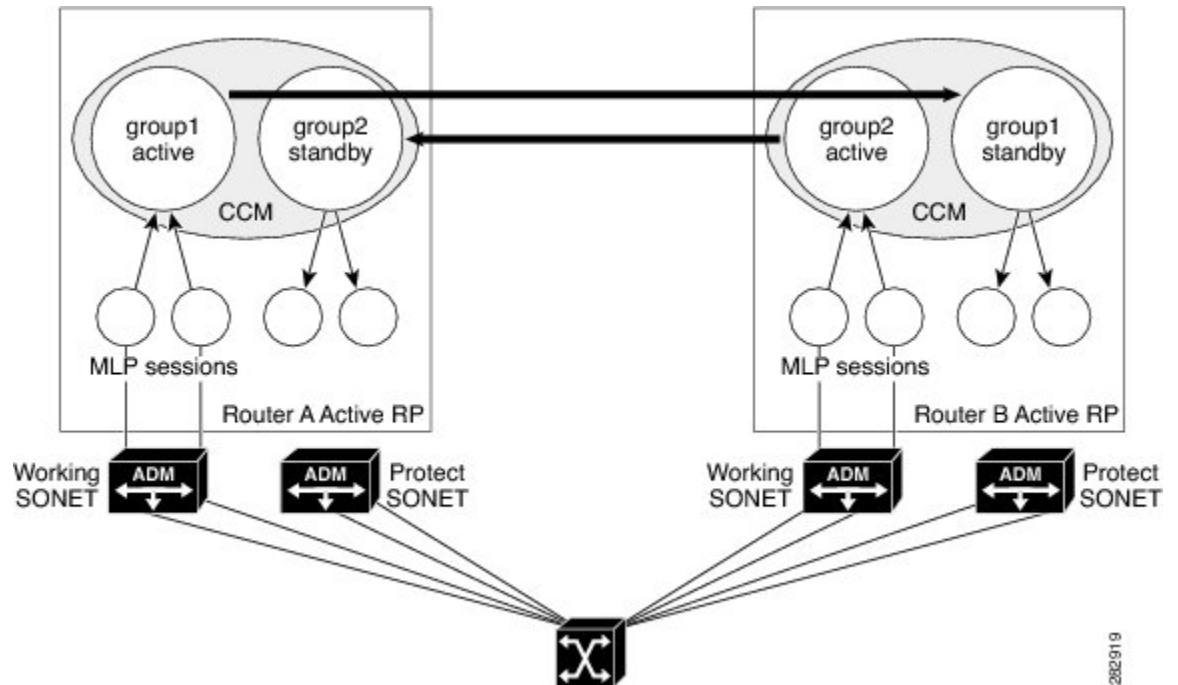 group1
active
group2
standby
CCM
MLP sessions
Router A Active RP
group2
active
group1
standby
CCM
MLP sessions
Router B Active RP
Working
SONET
ADM
ADM
Protect
SONET
Working
SONET
ADM
ADM
Protect
SONET
282919